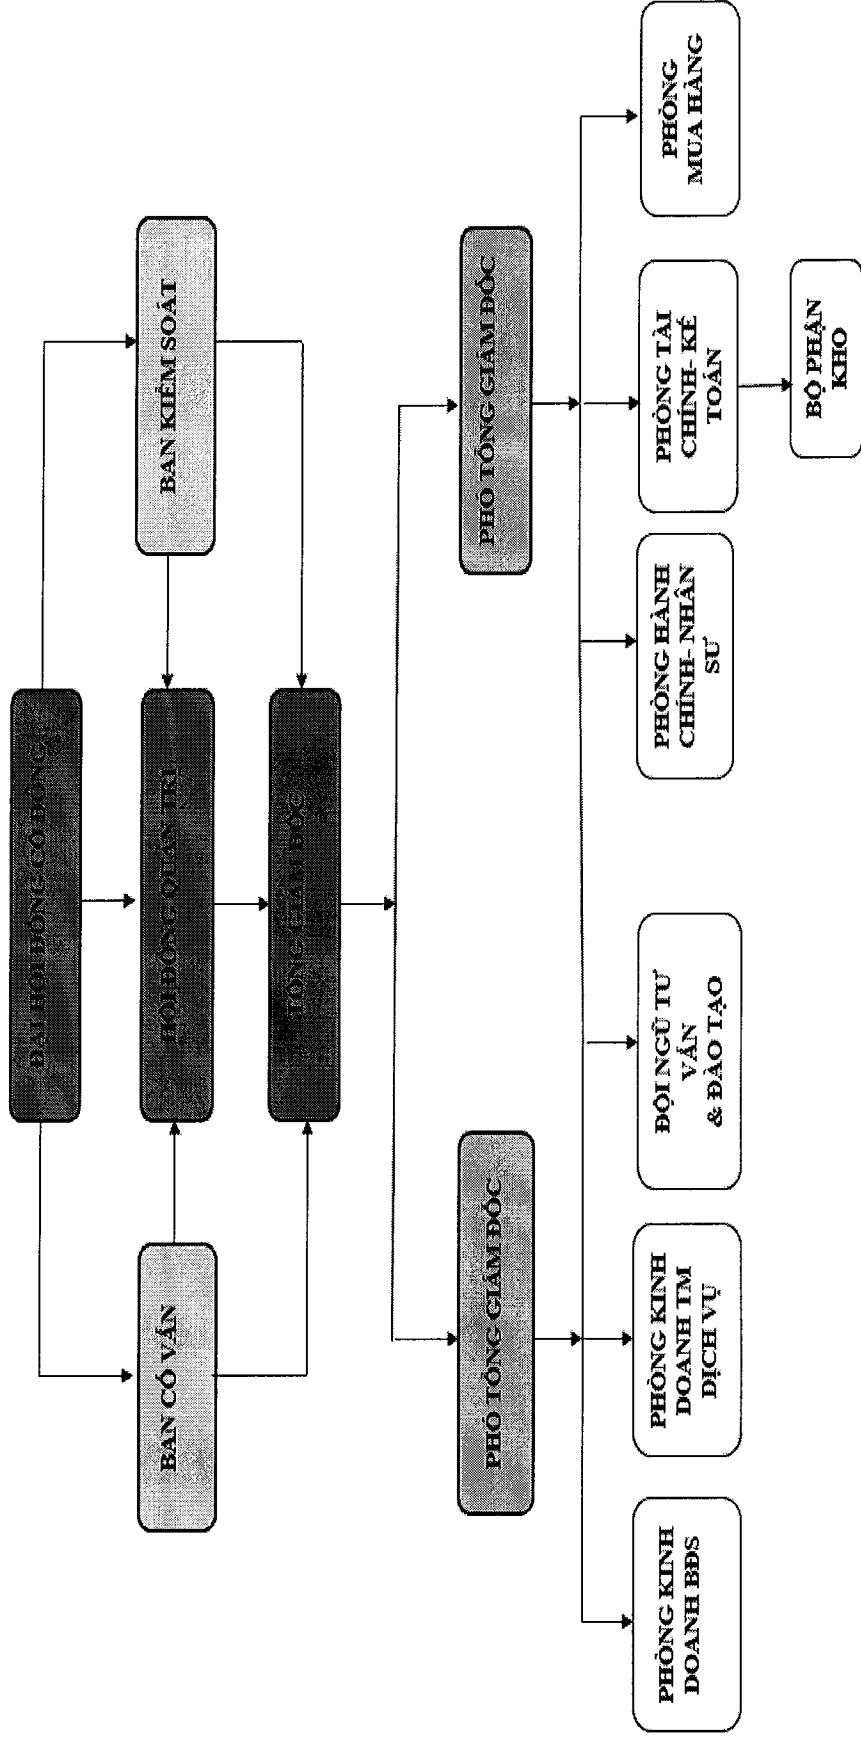 ĐẠI HỘI ĐỒNG CỔ ĐÔNG
BAN CỐ VẤN
HỘI ĐỒNG QUẢN TRỊ
BAN KIỂM SOÁT
TỔNG GIÁM ĐỐC
PHÓ TỔNG GIÁM ĐỐC
PHÓ TỔNG GIÁM ĐỐC
PHÒNG KINH
DOANH BĐS
PHÒNG KINH
DOANH TM
DỊCH VỤ
ĐỘI NGŨ TƯ
VẤN
& ĐÀO TẠO
PHÒNG HÀNH
CHÍNH- NHÂN
SỰ
PHÒNG TÀI
CHÍNH- KẾ
TOÁN
PHÒNG
MUA HÀNG
BỘ PHẬN
KHO